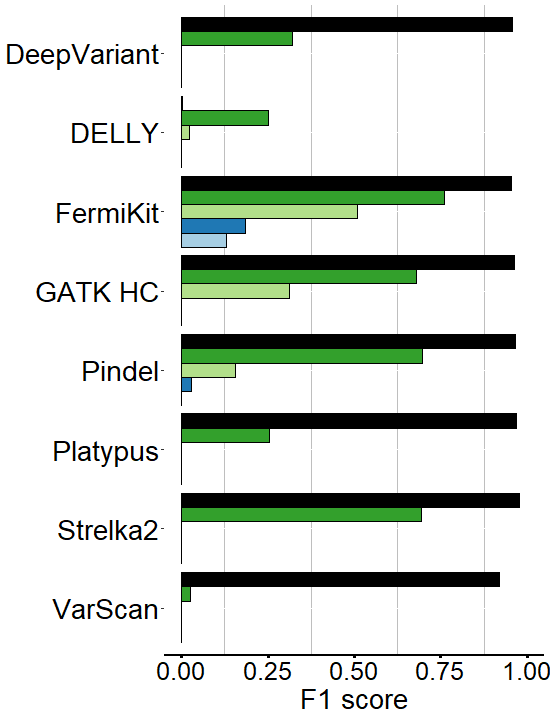 DeepVariant
DELLY
FermiKit
GATK HC
Pindel
Platypus
Strelka2
VarScan
0.00 0.25 0.50 0.75 1.00
F1 score